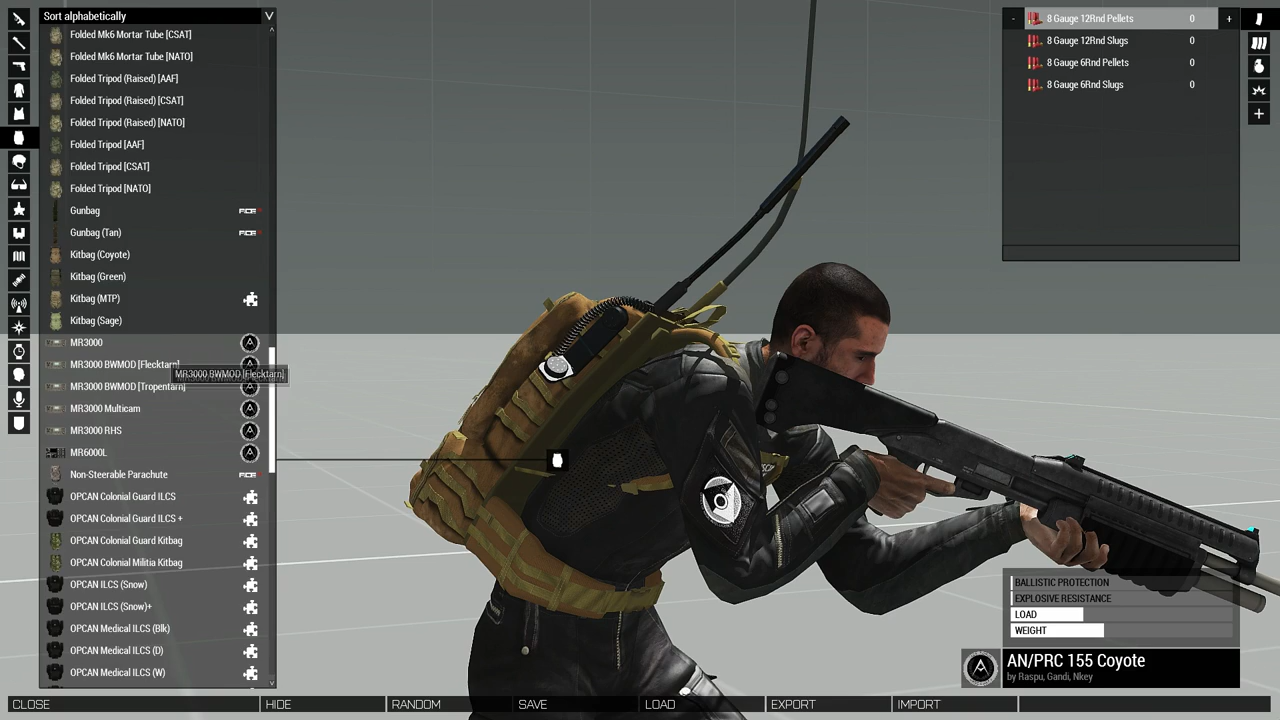 Sort alphabetically
Folded Mk6 Mortar Tube [CSAT]
Folded Mk6 Mortar Tube [NATO]
Folded Tripod (Raised) [AAF]
Folded Tripod (Raised) [CSAT]
Folded Tripod (Raised) [NATO]
Folded Tripod [AAF]
Folded Tripod [CSAT]
Folded Tripod [NATO]
Gunbag
Gunbag (Tan)
Kitbag (Coyote)
Kitbag (Green)
Kitbag (MTP)
Kitbag (Sage)
MR3000
MR3000 BWMOD [Flecktarn]
MR3000 BWMOD [Flecktarn]
MR3000 BWMOD [Tropentarn]
MR3000 Multicam
MR3000 RHS
MR6000L
Non-Steerable Parachute
OPCAN Colonial Guard ILCS
OPCAN Colonial Guard ILCS +
OPCAN Colonial Guard Kitbag
OPCAN Colonial Militia Kitbag
OPCAN ILCS (Snow)
OPCAN ILCS (Snow)+
OPCAN Medical ILCS (Blk)
OPCAN Medical ILCS (D)
OPCAN Medical ILCS (W)
- 8 Gauge 12Rnd Pellets 0 +
8 Gauge 12Rnd Slugs 0
8 Gauge 6Rnd Pellets 0
8 Gauge 6Rnd Slugs 0
BALLISTIC PROTECTION
EXPLOSIVE RESISTANCE
LOAD
WEIGHT
AN/PRC 155 Coyote
by Raspu, Gandi, Nkey
CLOSE HIDE RANDOM SAVE LOAD EXPORT IMPORT